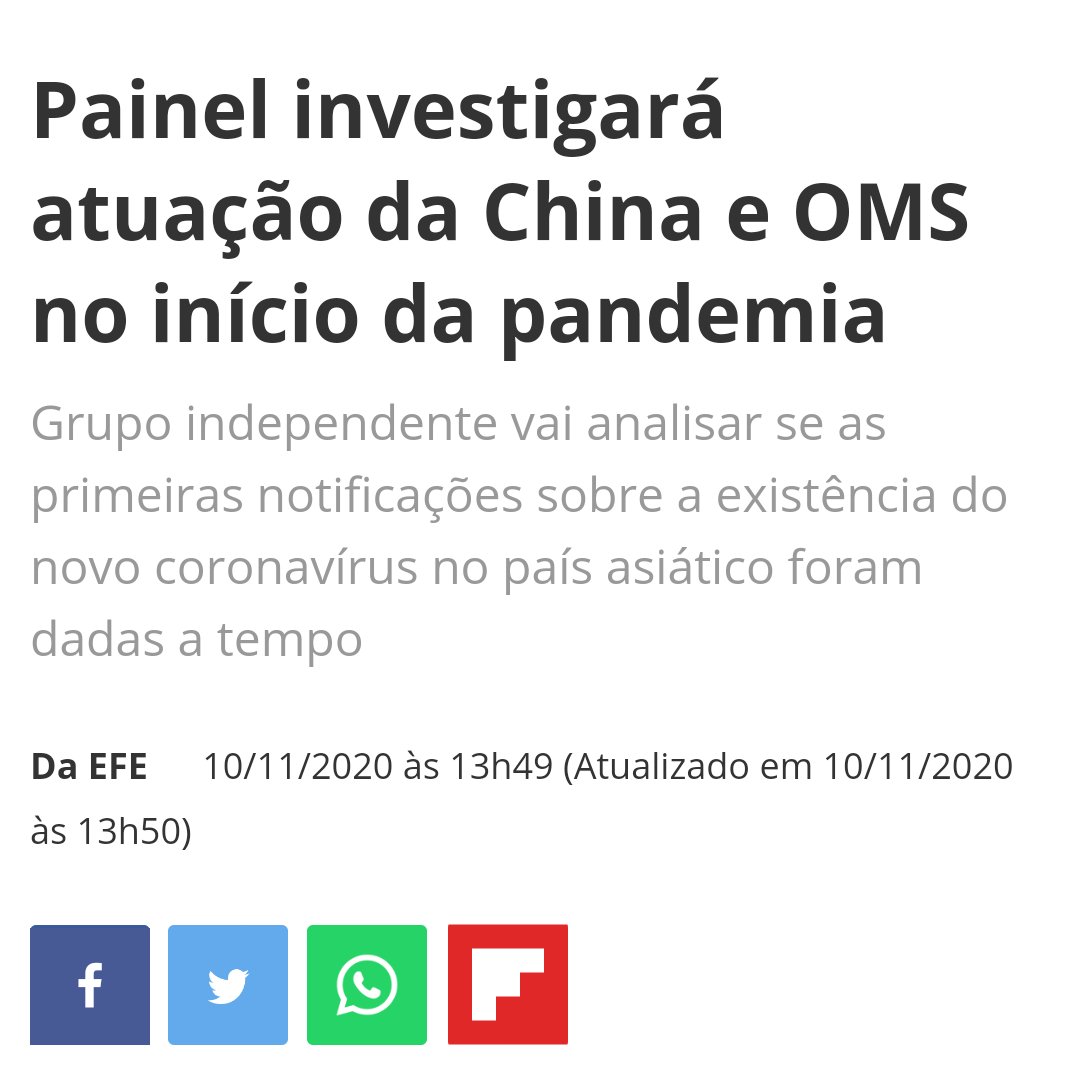 Painel investigará
atuação da China e OMS
no início da pandemia
Grupo independente vai analisar se as
primeiras notificações sobre a existência do
novo coronavírus no país asiático foram
dadas a tempo
Da EFE 10/11/2020 às 13h49 (Atualizado em 10/11/2020
às 13h50)